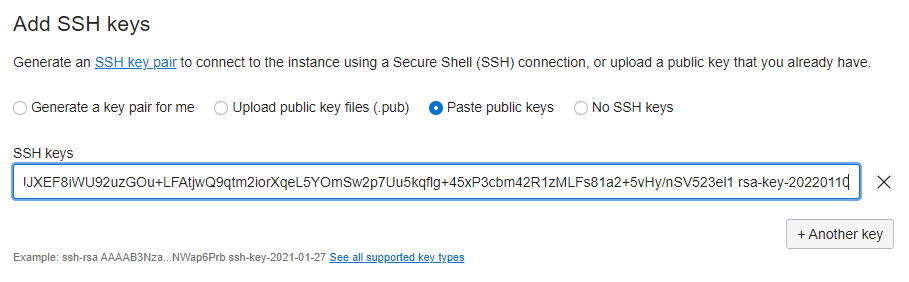 Add SSH keys
Generate an SSH key pair to connect to the instance using a Secure Shell (SSH) connection, or upload a public key that you already have.
Generate a key pair for me Upload public key files (.pub) Paste public keys No SSH keys
SSH keys
JXEF8iWU92uzGOu+LFAtjwQ9qtm2iorXqeL5YOmSw2p7Uu5kqflg+45xP3cbm42R1zMLFs81a2+5vHy/nSV523eI1 rsa-key-20220110
+ Another key
Example: ssh-rsa AAAAB3Nza...NWap6Prb ssh-key-2021-01-27 See all supported key types